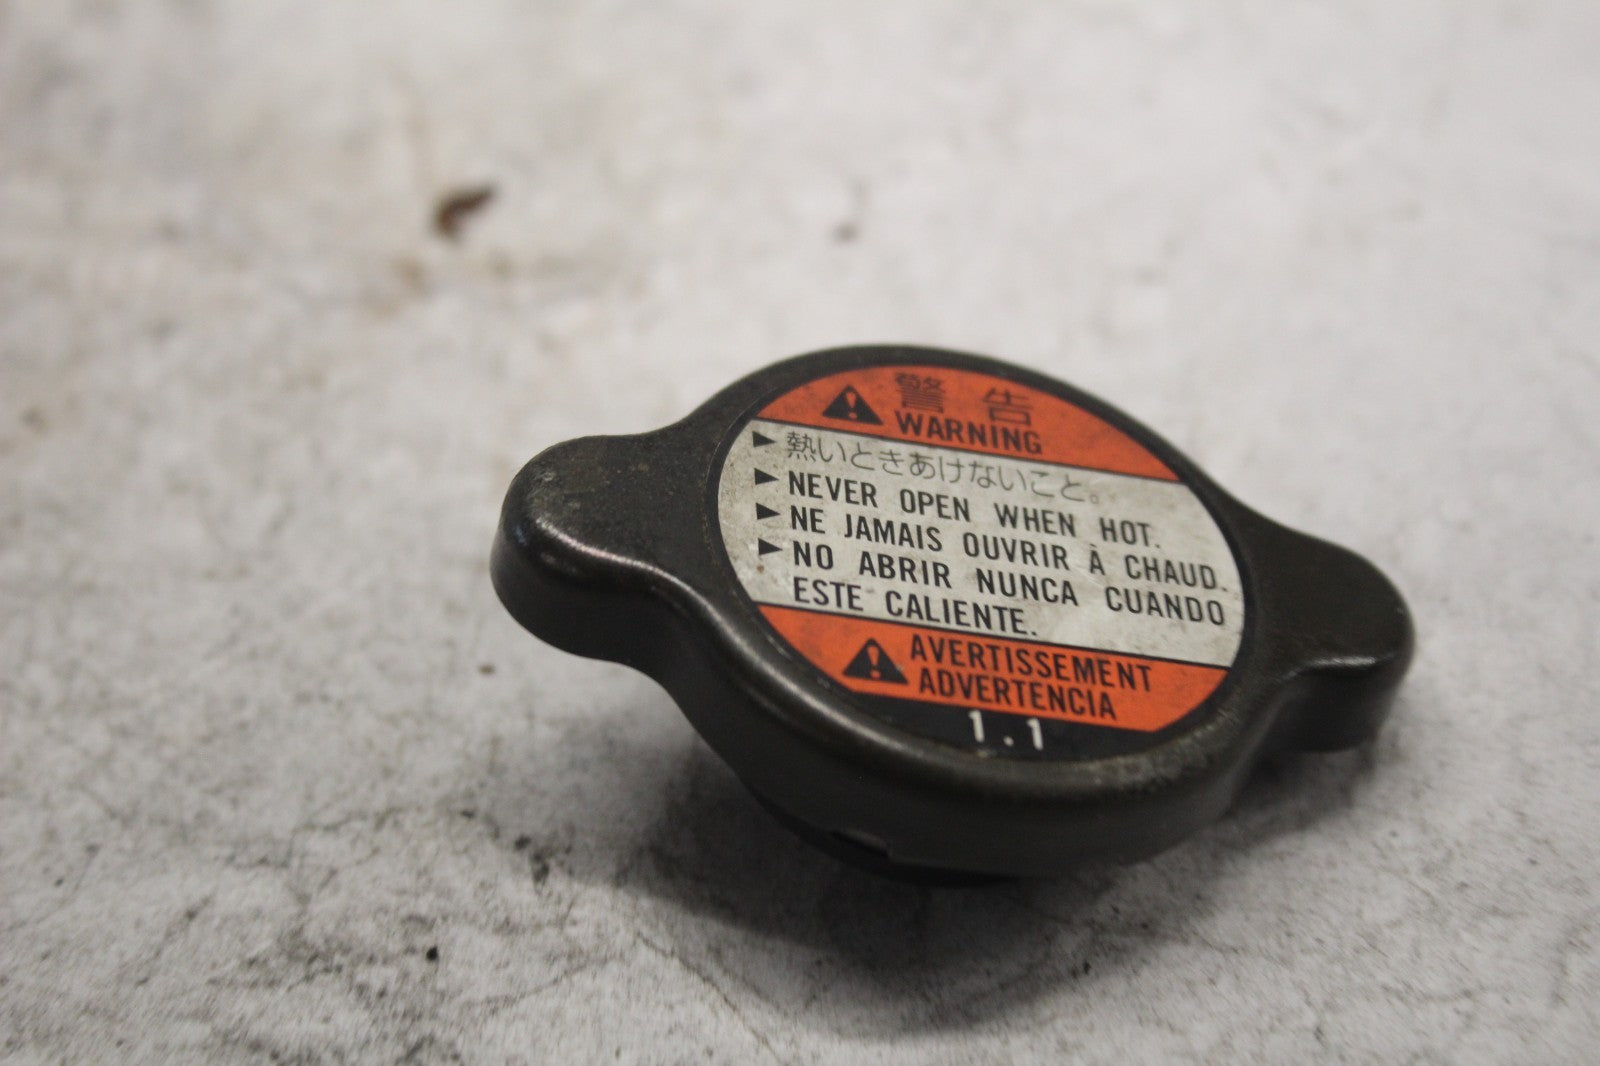 警告
WARNING
熱いときあけないこと。
NEVER OPEN WHEN HOT.
NE JAMAIS OUVRIR À CHAUD.
NO ABRIR NUNCA CUANDO
ESTE CALIENTE.
AVERTISSEMENT
ADVERTENCIA
1.1